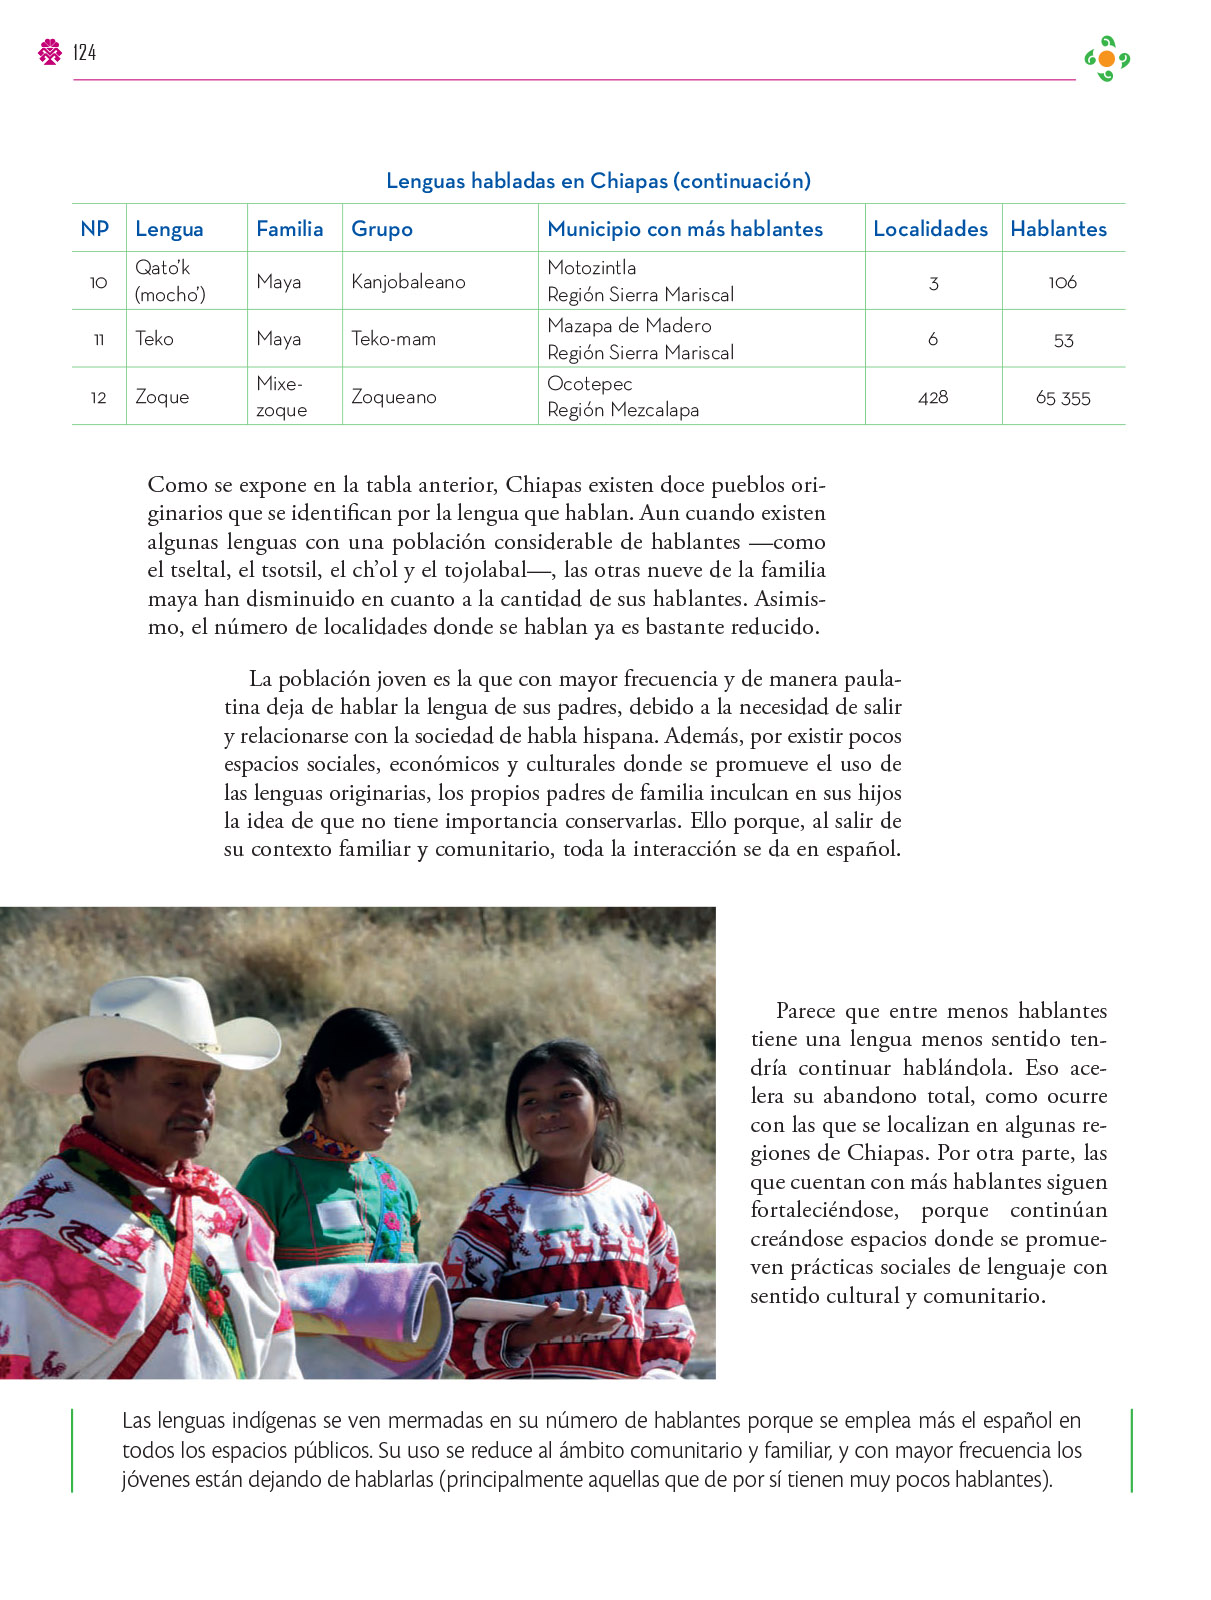 124
Lenguas habladas en Chiapas (continuación)
NP Lengua Familia Grupo Municipio con más hablantes Localidades Hablantes
10 Qato’k (mocho’) Maya Kanjobaleano Motozintla Región Sierra Mariscal 3 106
11 Teko Maya Teko-mam Mazapa de Madero Región Sierra Mariscal 6 53
12 Zoque Mixe-zoque Zoqueano Ocotepec Región Mezcalapa 428 65 355
Como se expone en la tabla anterior, Chiapas existen doce pueblos ori-
ginarios que se identifican por la lengua que hablan. Aun cuando existen
algunas lenguas con una población considerable de hablantes —como
el tseltal, el tsotsil, el ch’ol y el tojolabal—, las otras nueve de la familia
maya han disminuido en cuanto a la cantidad de sus hablantes. Asimis-
mo, el número de localidades donde se hablan ya es bastante reducido.
La población joven es la que con mayor frecuencia y de manera paula-
tina deja de hablar la lengua de sus padres, debido a la necesidad de salir
y relacionarse con la sociedad de habla hispana. Además, por existir pocos
espacios sociales, económicos y culturales donde se promueve el uso de
las lenguas originarias, los propios padres de familia inculcan en sus hijos
la idea de que no tiene importancia conservarlas. Ello porque, al salir de
su contexto familiar y comunitario, toda la interacción se da en español.
Parece que entre menos hablantes
tiene una lengua menos sentido ten-
dría continuar hablándola. Eso ace-
lera su abandono total, como ocurre
con las que se localizan en algunas re-
giones de Chiapas. Por otra parte, las
que cuentan con más hablantes siguen
fortaleciéndose, porque continúan
creándose espacios donde se promue-
ven prácticas sociales de lenguaje con
sentido cultural y comunitario.
Las lenguas indígenas se ven mermadas en su número de hablantes porque se emplea más el español en
todos los espacios públicos. Su uso se reduce al ámbito comunitario y familiar, y con mayor frecuencia los
jóvenes están dejando de hablarlas (principalmente aquellas que de por sí tienen muy pocos hablantes).